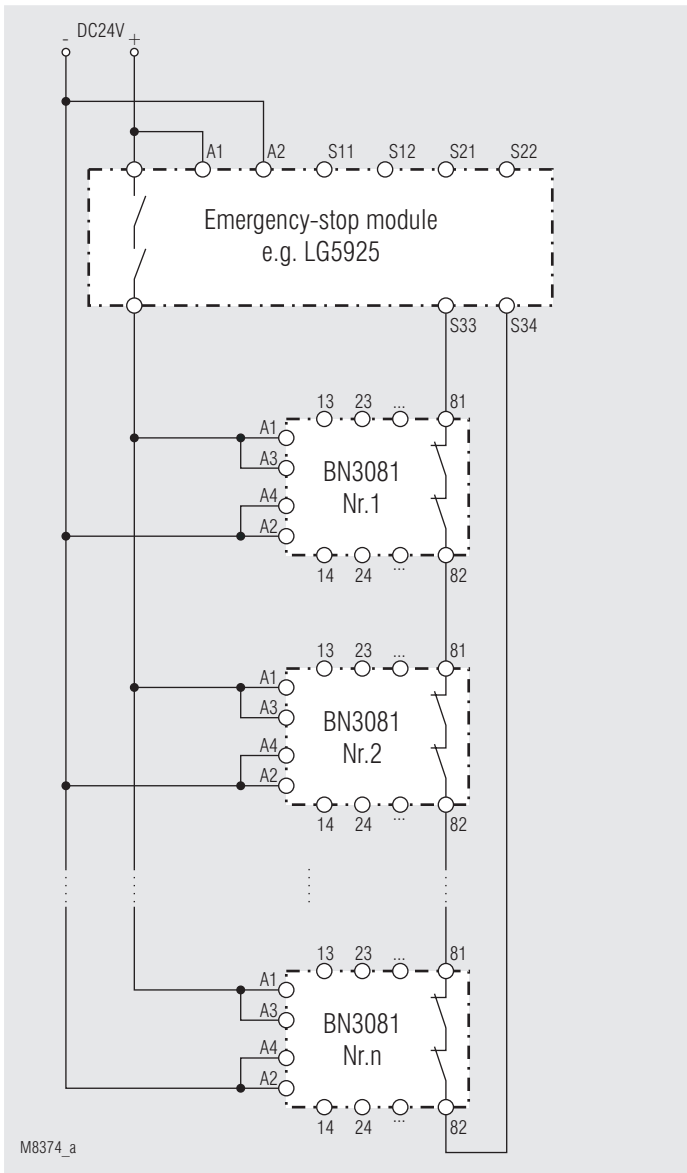 - DC24V +
A1 A2 S11 S12 S21 S22
Emergency-stop module
e.g. LG5925
S33 S34
13 23 ... 81
A1
A3
BN3081
Nr.1
A4
A2
14 24 ... 82
13 23 ... 81
A1
A3
BN3081
Nr.2
A4
A2
14 24 ... 82
13 23 ... 81
A1
A3
BN3081
Nr.n
A4
A2
14 24 ... 82
M8374_a